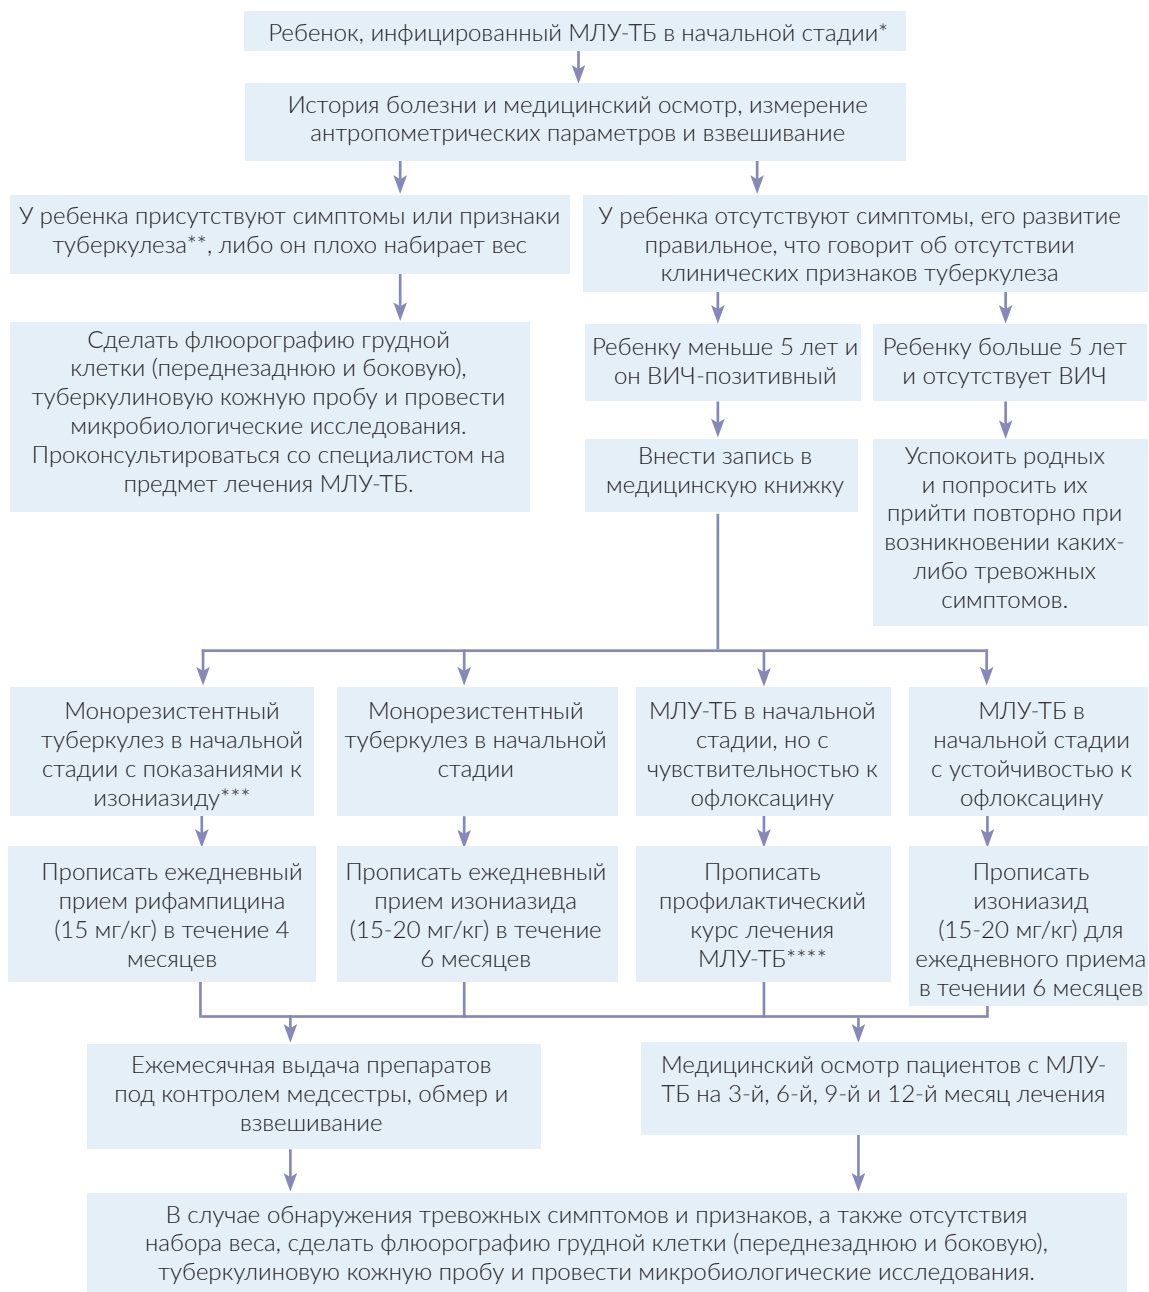 Ребенок, инфицированный МЛУ-ТБ в начальной стадии*
История болезни и медицинский осмотр, измерение
антропометрических параметров и взвешивание
У ребенка присутствуют симптомы или признаки
туберкулеза**, либо он плохо набирает вес
У ребенка отсутствуют симптомы, его развитие
правильное, что говорит об отсутствии
клинических признаков туберкулеза
Сделать флюорографию грудной
клетки (переднезаднюю и боковую),
туберкулиновую кожную пробу и провести
микробиологические исследования.
Проконсультироваться со специалистом на
предмет лечения МЛУ-ТБ.
Ребенку меньше 5 лет и
он ВИЧ-позитивный
Ребенку больше 5 лет
и отсутствует ВИЧ
Внести запись в
медицинскую книжку
Успокоить родных
и попросить их
прийти повторно при
возникновении каких-
либо тревожных
симптомов.
Монорезистентный
туберкулез в начальной
стадии с показаниями к
изониазиду***
Монорезистентный
туберкулез в начальной
стадии
МЛУ-ТБ в начальной
стадии, но с
чувствительностью к
офлоксацину
МЛУ-ТБ в
начальной стадии
с устойчивостью к
офлоксацину
Прописать ежедневный
прием рифампицина
(15 мг/кг) в течение 4
месяцев
Прописать ежедневный
прием изониазида
(15-20 мг/кг) в течение
6 месяцев
Прописать
профилактический
курс лечения
МЛУ-ТБ****
Прописать
изониазид
(15-20 мг/кг) для
ежедневного приема
в течении 6 месяцев
Ежемесячная выдача препаратов
под контролем медсестры, обмер и
взвешивание
Медицинский осмотр пациентов с МЛУ-
ТБ на 3-й, 6-й, 9-й и 12-й месяц лечения
В случае обнаружения тревожных симптомов и признаков, а также отсутствия
набора веса, сделать флюорографию грудной клетки (переднезаднюю и боковую),
туберкулиновую кожную пробу и провести микробиологические исследования.